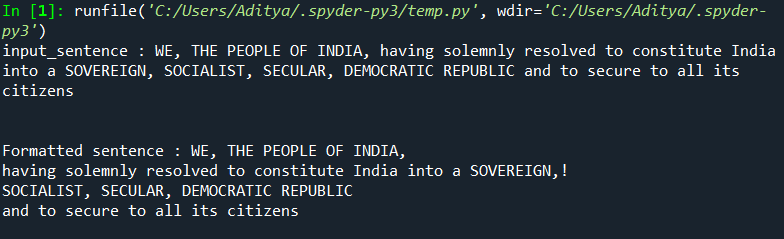 In [1]: runfile('C:/Users/Aditya/.spyder-py3/temp.py', wdir='C:/Users/Aditya/.spyder-
py3')
input_sentence : WE, THE PEOPLE OF INDIA, having solemnly resolved to constitute India
into a SOVEREIGN, SOCIALIST, SECULAR, DEMOCRATIC REPUBLIC and to secure to all its
citizens
Formatted sentence : WE, THE PEOPLE OF INDIA,
having solemnly resolved to constitute India into a SOVEREIGN,!
SOCIALIST, SECULAR, DEMOCRATIC REPUBLIC
and to secure to all its citizens